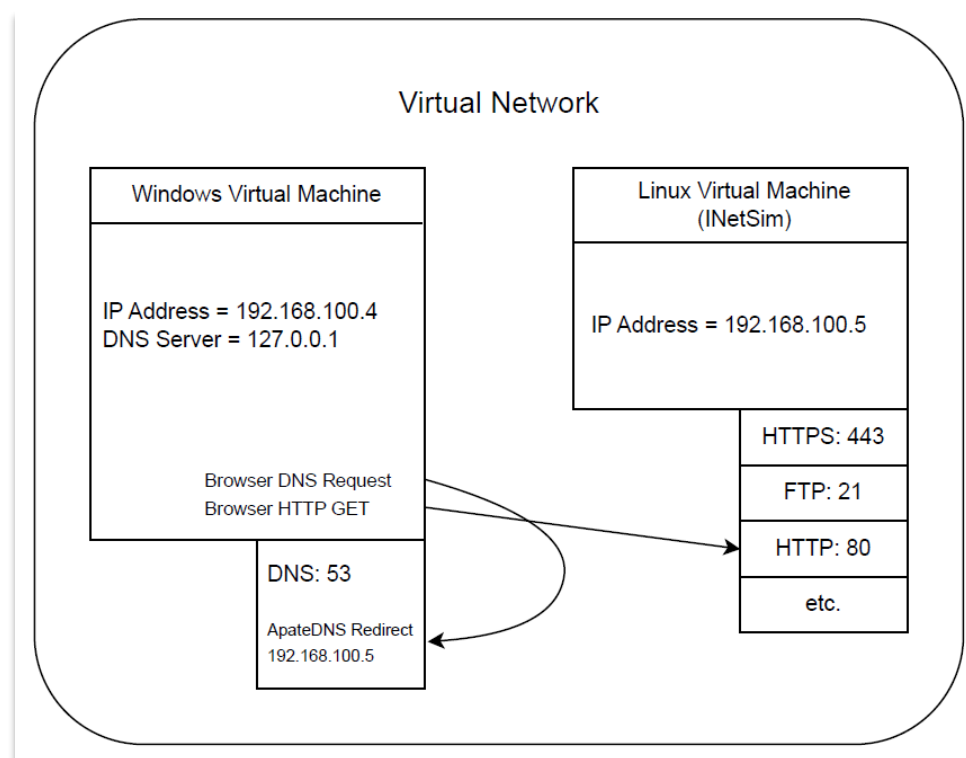 Virtual Network
Windows Virtual Machine
IP Address = 192.168.100.4
DNS Server = 127.0.0.1
Browser DNS Request
Browser HTTP GET
DNS: 53
ApateDNS Redirect
192.168.100.5
Linux Virtual Machine
(INetSim)
IP Address = 192.168.100.5
HTTPS: 443
FTP: 21
HTTP: 80
etc.